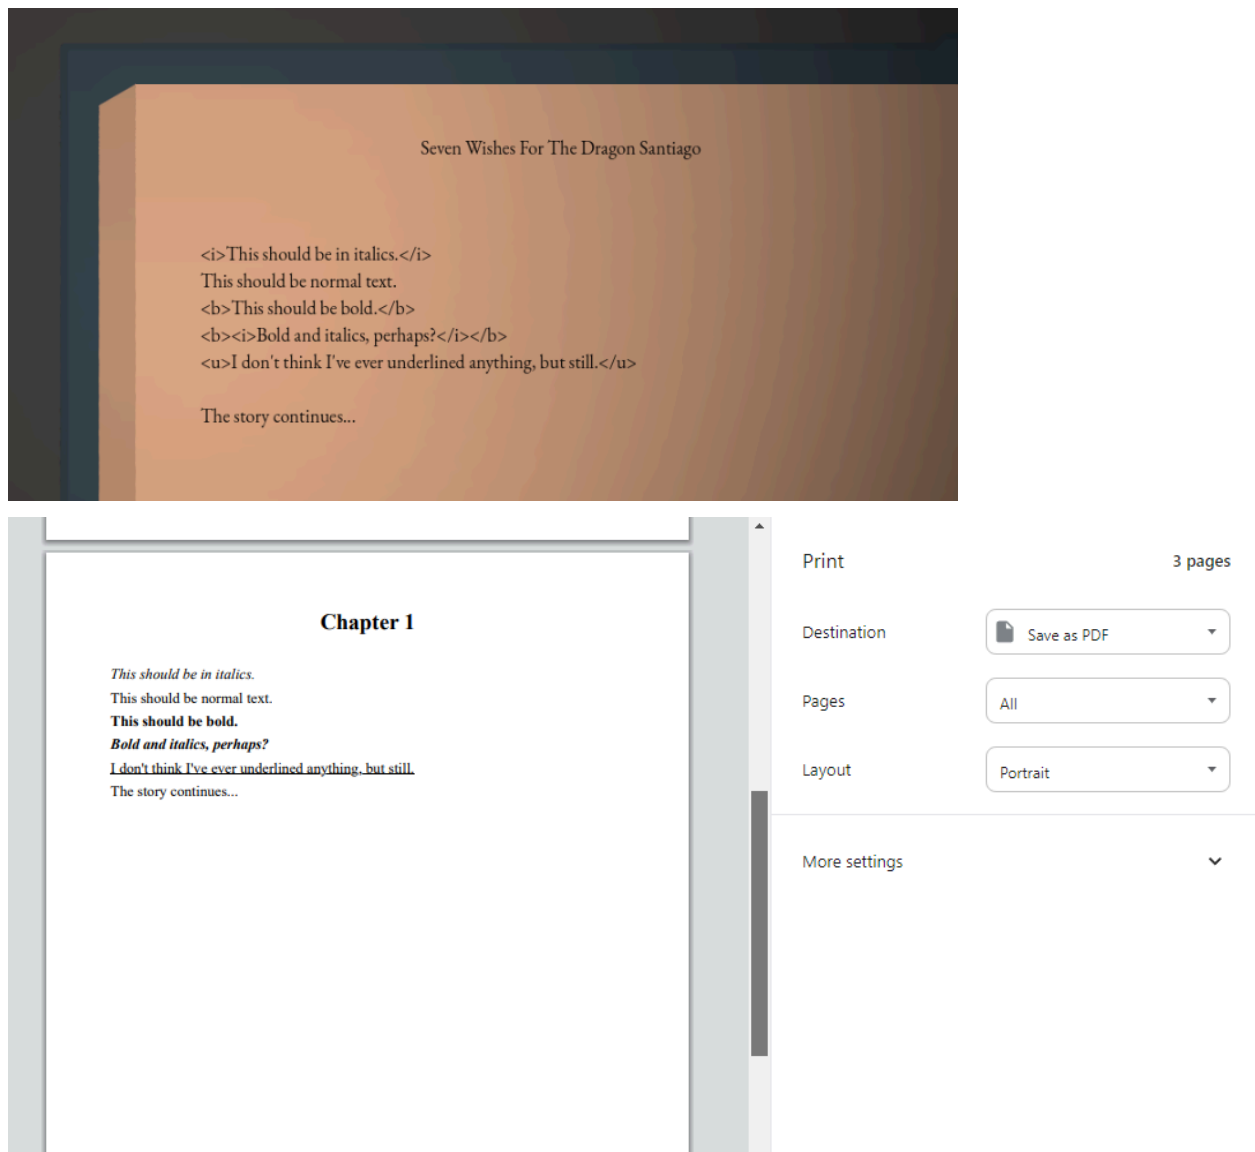 Seven Wishes For The Dragon Santiago
<i>This should be in italics.</i>
This should be normal text.
<b>This should be bold.</b>
<b><i>Bold and italics, perhaps?</i></b>
<u>I don't think I've ever underlined anything, but still.</u>
The story continues...
Chapter 1
This should be in italics.
This should be normal text.
This should be bold.
Bold and italics, perhaps?
I don't think I've ever underlined anything, but still.
The story continues...
Print 3 pages
Destination Save as PDF
Pages All
Layout Portrait
More settings